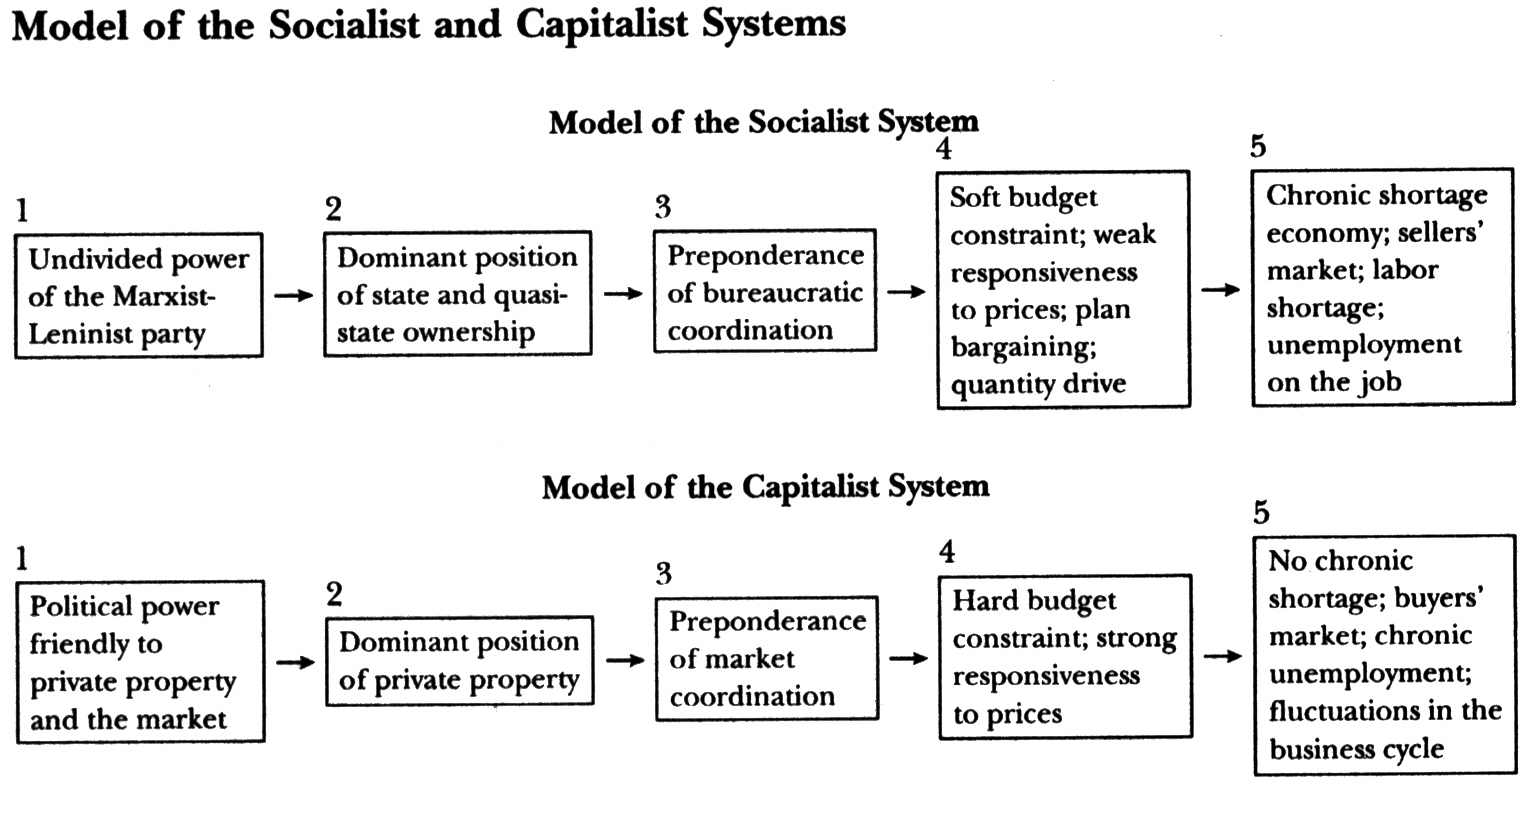 Model of the Socialist and Capitalist Systems
Model of the Socialist System
1
Undivided power
of the Marxist-
Leninist party
2
Dominant position
of state and quasi-
state ownership
3
Preponderance
of bureaucratic
coordination
4
Soft budget
constraint; weak
responsiveness
to prices; plan
bargaining;
quantity drive
5
Chronic shortage
economy; sellers’
market; labor
shortage;
unemployment
on the job
Model of the Capitalist System
1
Political power
friendly to
private property
and the market
2
Dominant position
of private property
3
Preponderance
of market
coordination
4
Hard budget
constraint; strong
responsiveness
to prices
5
No chronic
shortage; buyers’
market; chronic
unemployment;
fluctuations in the
business cycle